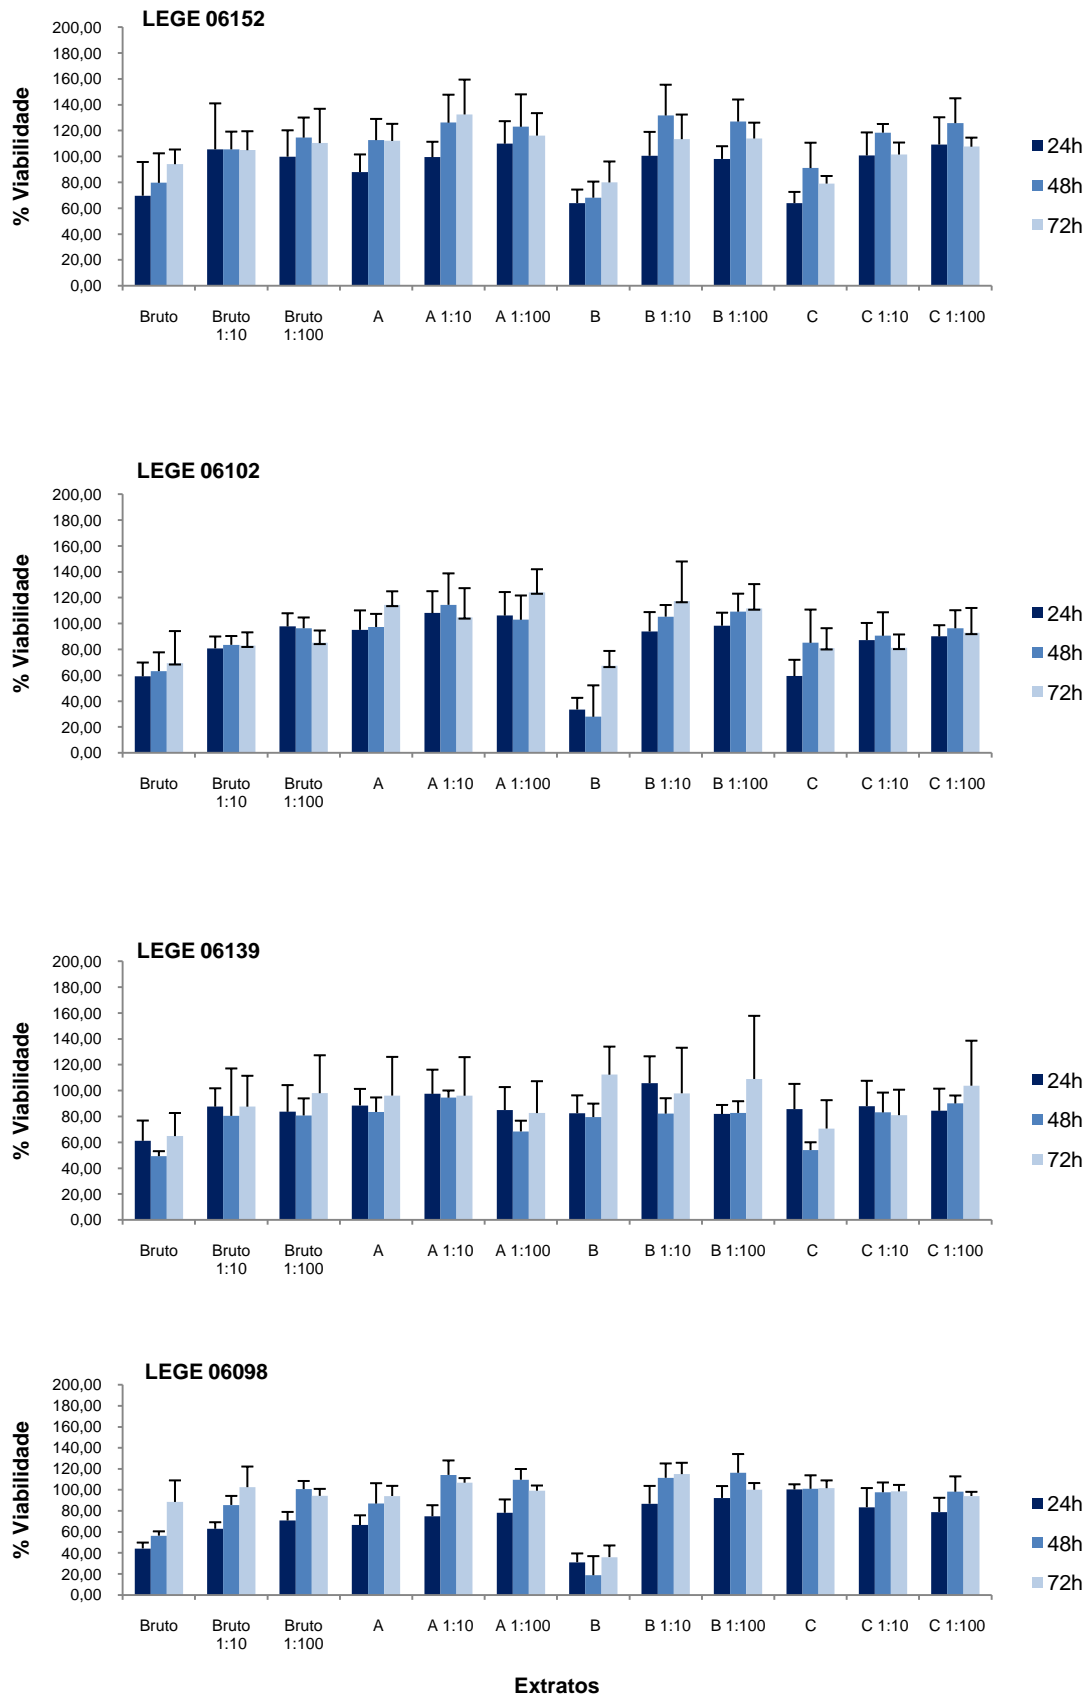 LEGE 06152
% Viabilidade
200,00
180,00
160,00
140,00
120,00
100,00
80,00
60,00
40,00
20,00
0,00
Bruto
Bruto
1:10
Bruto
1:100
A
A 1:10
A 1:100
B
B 1:10
B 1:100
C
C 1:10
C 1:100
24h
48h
72h
LEGE 06102
% Viabilidade
200,00
180,00
160,00
140,00
120,00
100,00
80,00
60,00
40,00
20,00
0,00
Bruto
Bruto
1:10
Bruto
1:100
A
A 1:10
A 1:100
B
B 1:10
B 1:100
C
C 1:10
C 1:100
24h
48h
72h
LEGE 06139
% Viabilidade
200,00
180,00
160,00
140,00
120,00
100,00
80,00
60,00
40,00
20,00
0,00
Bruto
Bruto
1:10
Bruto
1:100
A
A 1:10
A 1:100
B
B 1:10
B 1:100
C
C 1:10
C 1:100
24h
48h
72h
LEGE 06098
% Viabilidade
200,00
180,00
160,00
140,00
120,00
100,00
80,00
60,00
40,00
20,00
0,00
Bruto
Bruto
1:10
Bruto
1:100
A
A 1:10
A 1:100
B
B 1:10
B 1:100
C
C 1:10
C 1:100
24h
48h
72h
Extratos